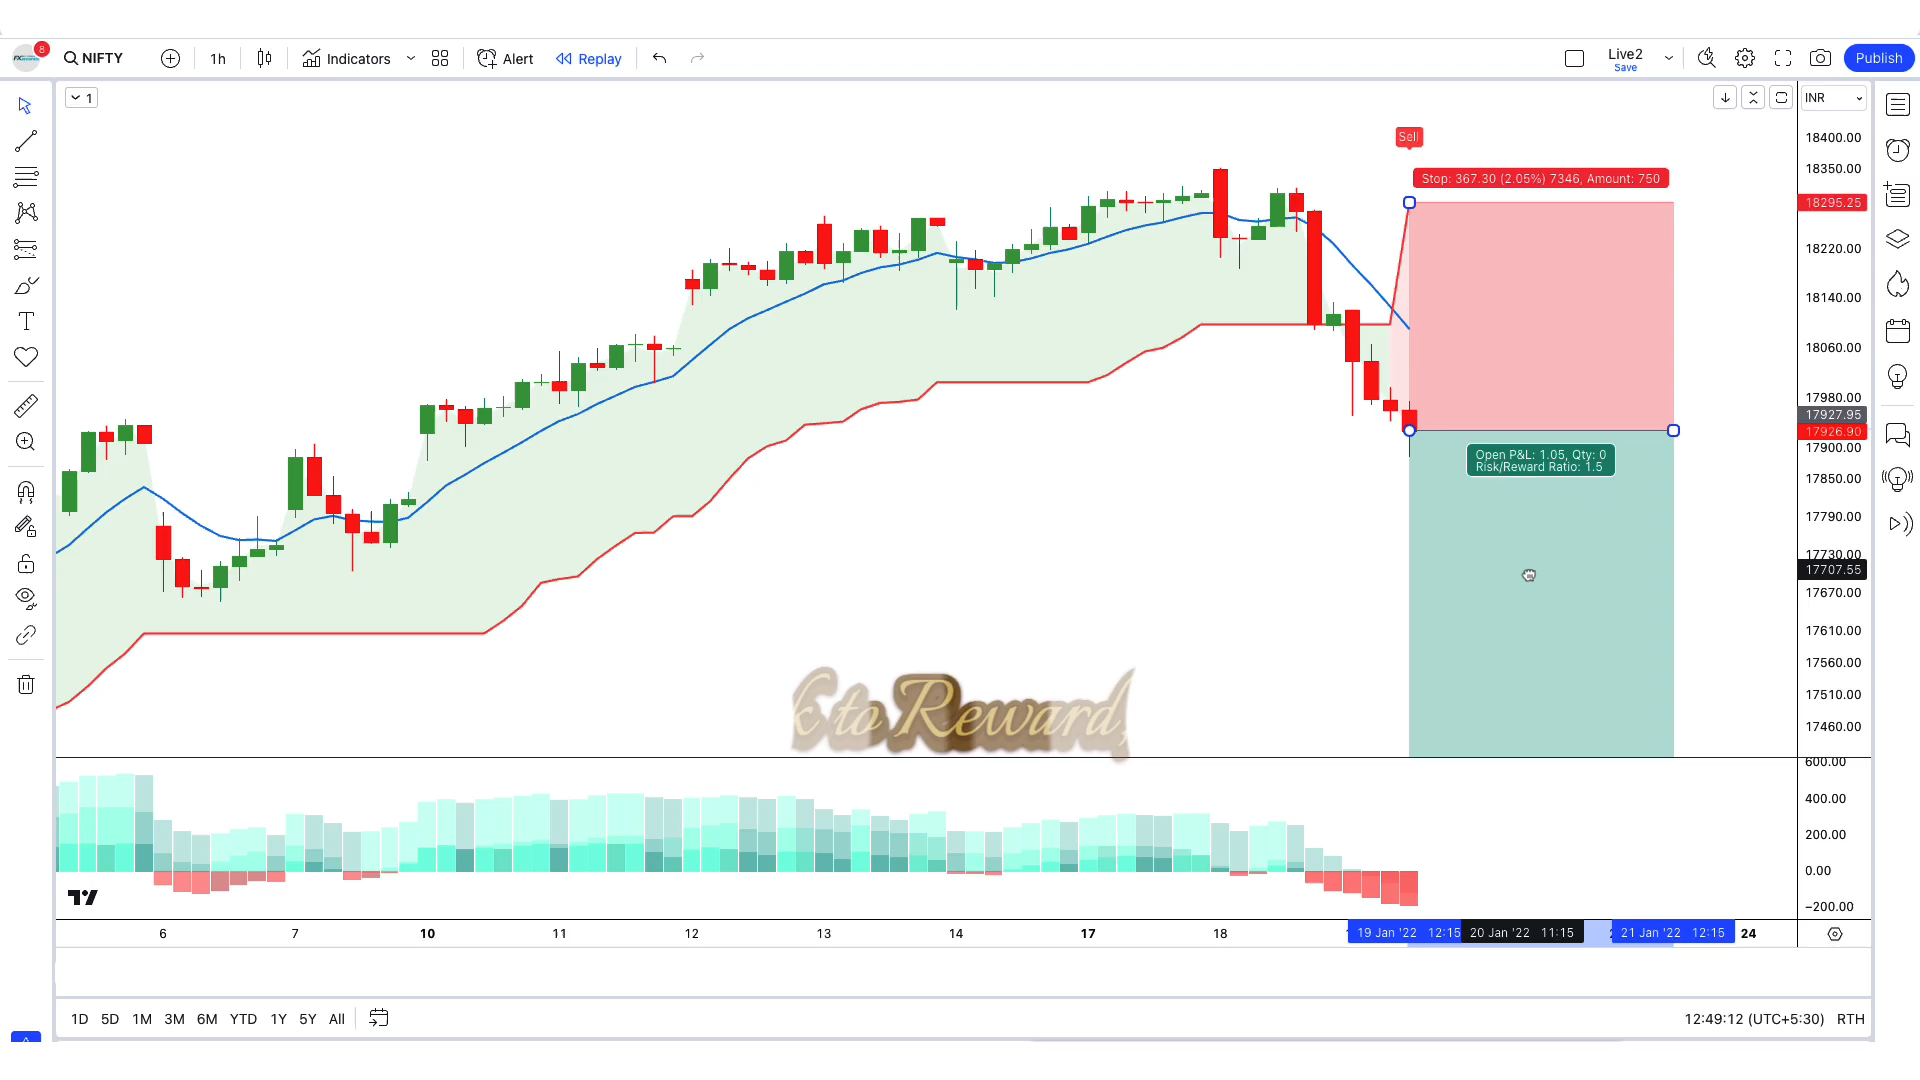 8
NIFTY
1h
Indicators
Alert
Replay
Live2
Save
Publish
1
INR
Sell
Stop: 367.30 (2.05%) 7346, Amount: 750
Open P&L: 1.05, Qty: 0
Risk/Reward Ratio: 1.5
18400.00
18350.00
18295.25
18220.00
18140.00
18060.00
17980.00
17927.95
17926.90
17900.00
17850.00
17790.00
17730.00
17707.55
17670.00
17610.00
17560.00
17510.00
17460.00
k to Reward,
600.00
400.00
200.00
0.00
−200.00
6 7 10 11 12 13 14 17 18 19 Jan '22 12:15 20 Jan '22 11:15 21 Jan '22 12:15 24
1D 5D 1M 3M 6M YTD 1Y 5Y All
12:49:12 (UTC+5:30) RTH